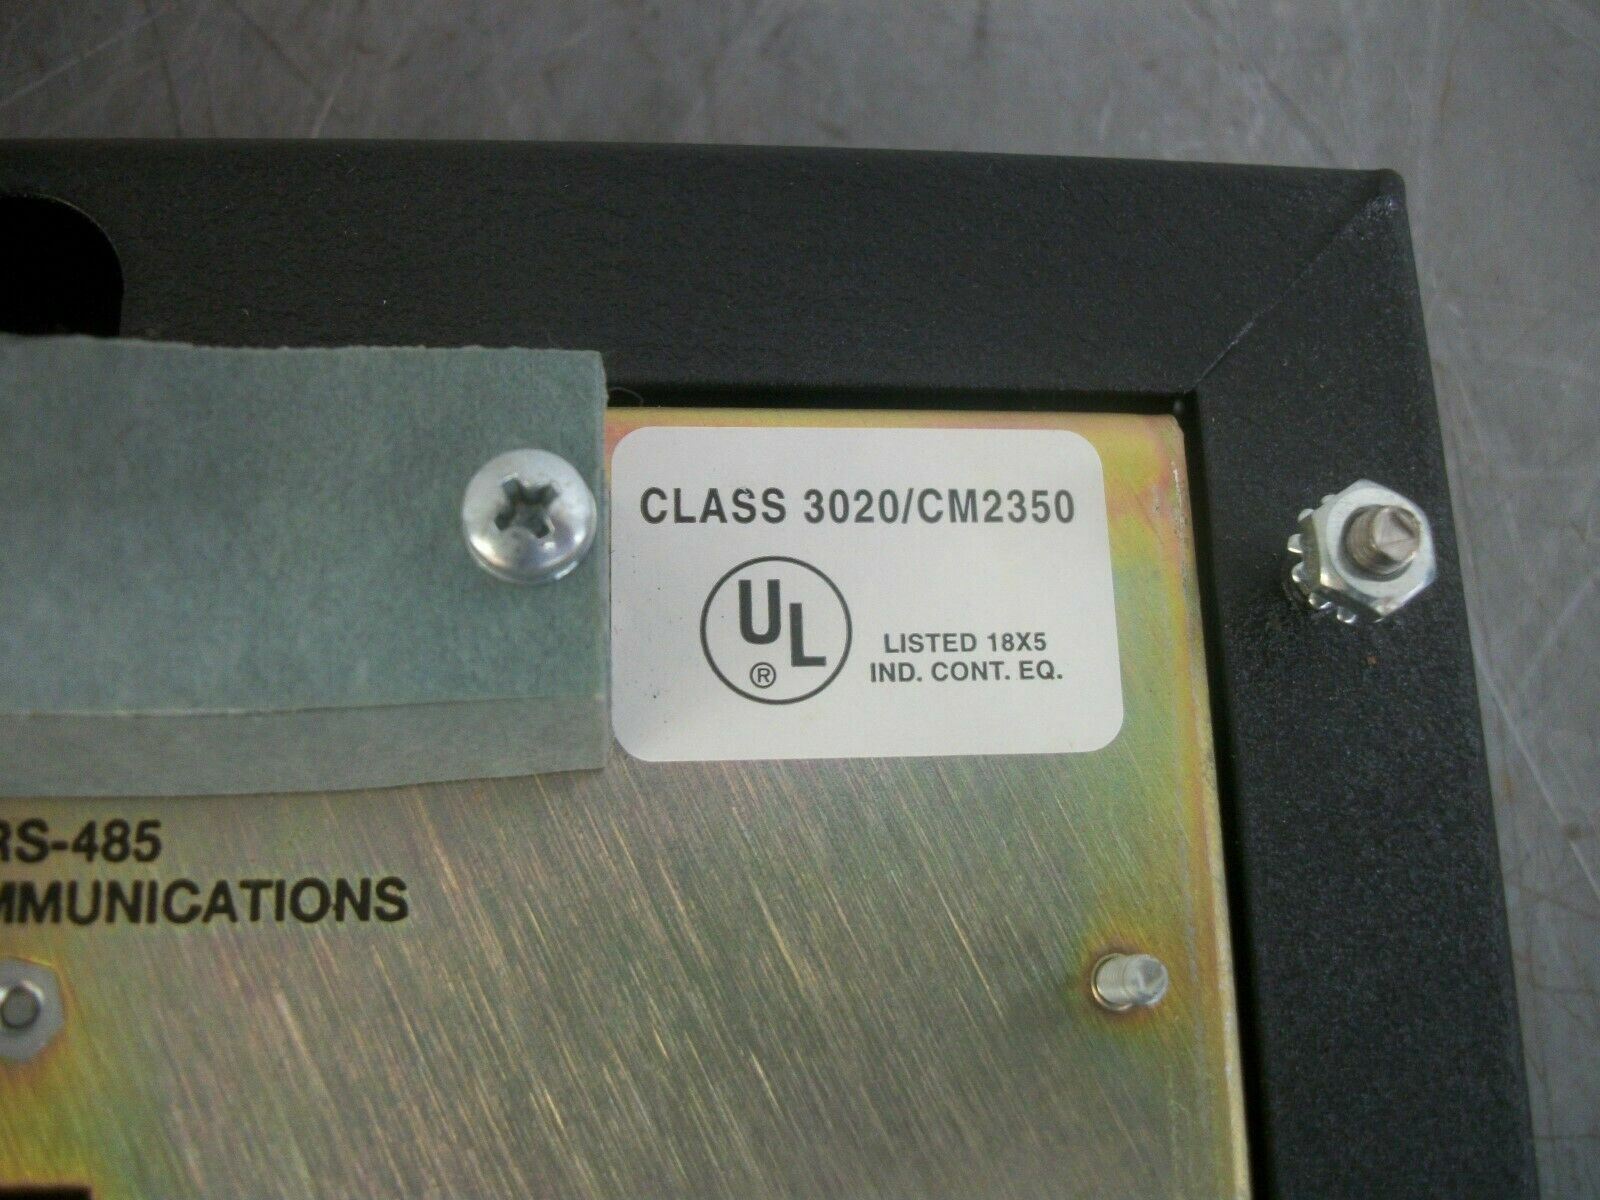 CLASS 3020/CM2350
UL
®
LISTED 18X5
IND. CONT. EQ.
RS-485
MMUNICATIONS